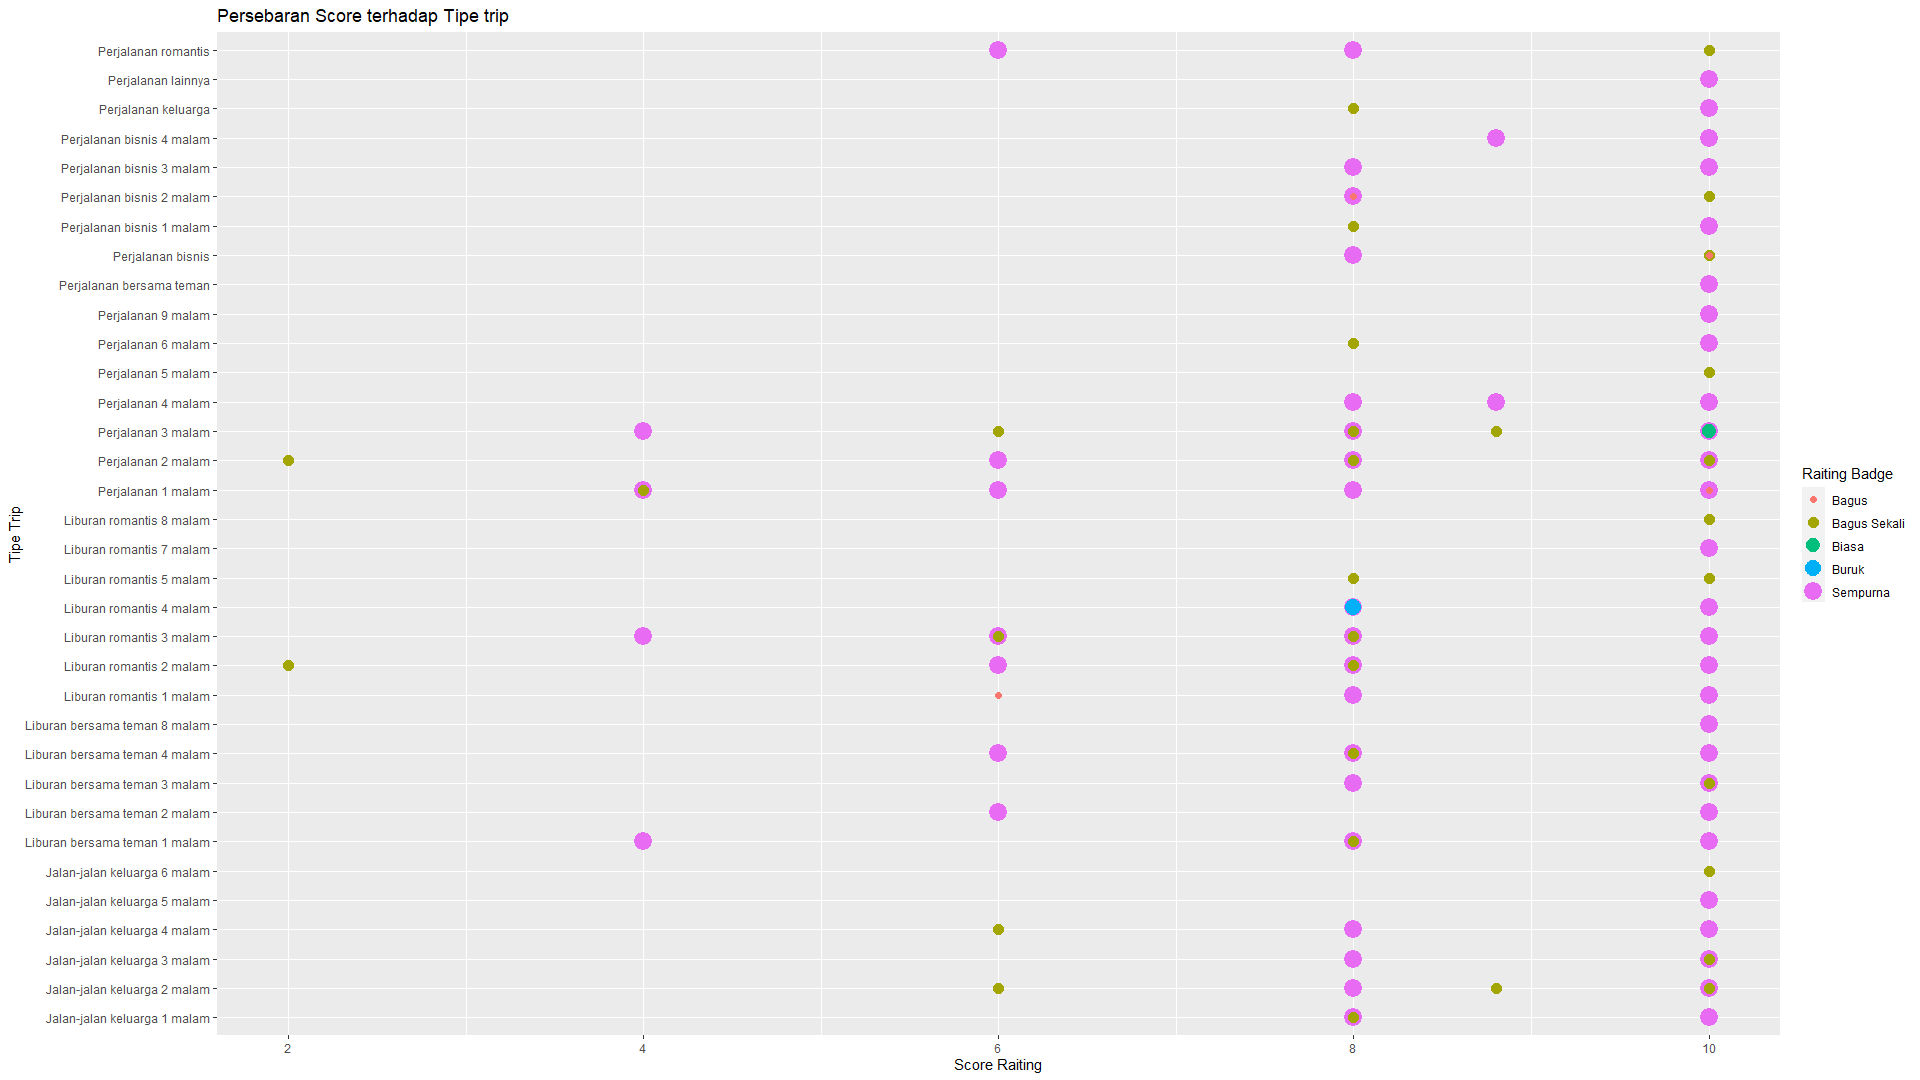 Persebaran Score terhadap Tipe trip
Tipe Trip
Perjalanan romantis
Perjalanan lainnya
Perjalanan keluarga
Perjalanan bisnis 4 malam
Perjalanan bisnis 3 malam
Perjalanan bisnis 2 malam
Perjalanan bisnis 1 malam
Perjalanan bisnis
Perjalanan bersama teman
Perjalanan 9 malam
Perjalanan 6 malam
Perjalanan 5 malam
Perjalanan 4 malam
Perjalanan 3 malam
Perjalanan 2 malam
Perjalanan 1 malam
Liburan romantis 8 malam
Liburan romantis 7 malam
Liburan romantis 5 malam
Liburan romantis 4 malam
Liburan romantis 3 malam
Liburan romantis 2 malam
Liburan romantis 1 malam
Liburan bersama teman 8 malam
Liburan bersama teman 4 malam
Liburan bersama teman 3 malam
Liburan bersama teman 2 malam
Liburan bersama teman 1 malam
Jalan-jalan keluarga 6 malam
Jalan-jalan keluarga 5 malam
Jalan-jalan keluarga 4 malam
Jalan-jalan keluarga 3 malam
Jalan-jalan keluarga 2 malam
Jalan-jalan keluarga 1 malam
2 4 6 8 10
Score Raiting
Raiting Badge
Bagus
Bagus Sekali
Biasa
Buruk
Sempurna